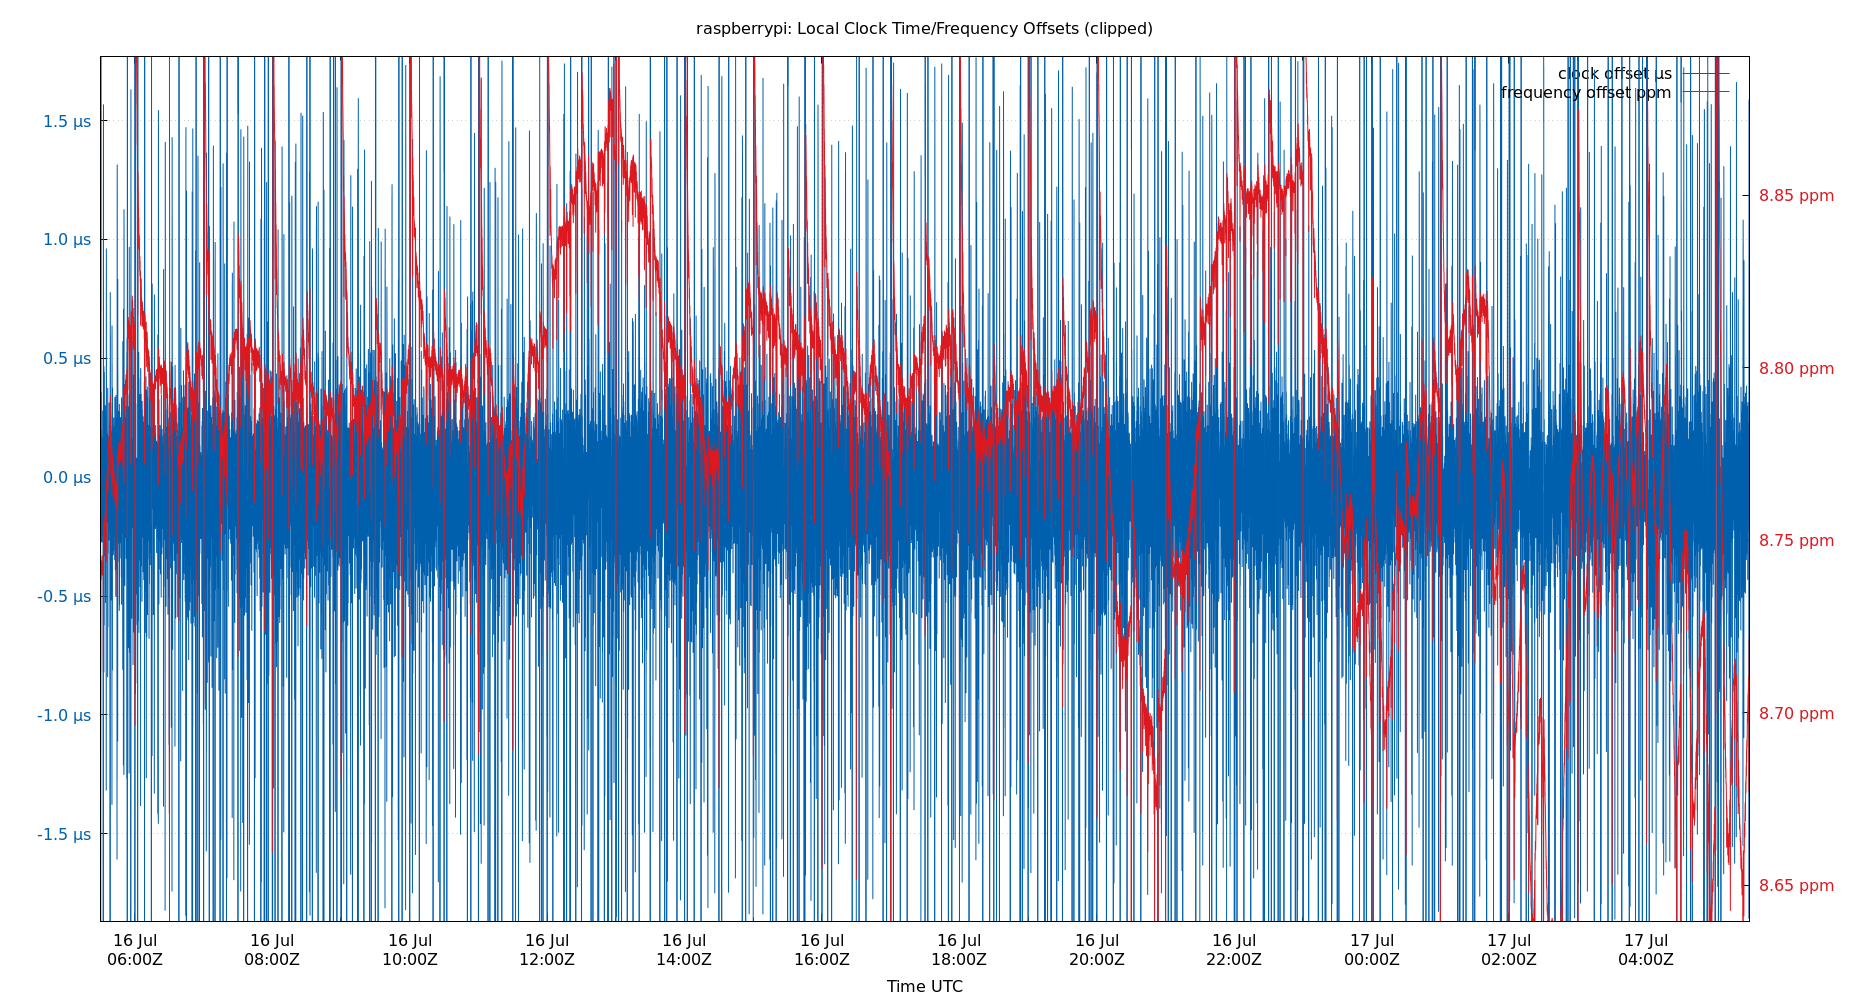 raspberrypi: Local Clock Time/Frequency Offsets (clipped)
clock offset µs
frequency offset ppm
1.5 µs
1.0 µs
0.5 µs
0.0 µs
-0.5 µs
-1.0 µs
-1.5 µs
8.85 ppm
8.80 ppm
8.75 ppm
8.70 ppm
8.65 ppm
16 Jul 16 Jul 16 Jul 16 Jul 16 Jul 16 Jul 16 Jul 16 Jul 16 Jul 17 Jul 17 Jul 17 Jul
06:00Z 08:00Z 10:00Z 12:00Z 14:00Z 16:00Z 18:00Z 20:00Z 22:00Z 00:00Z 02:00Z 04:00Z
Time UTC